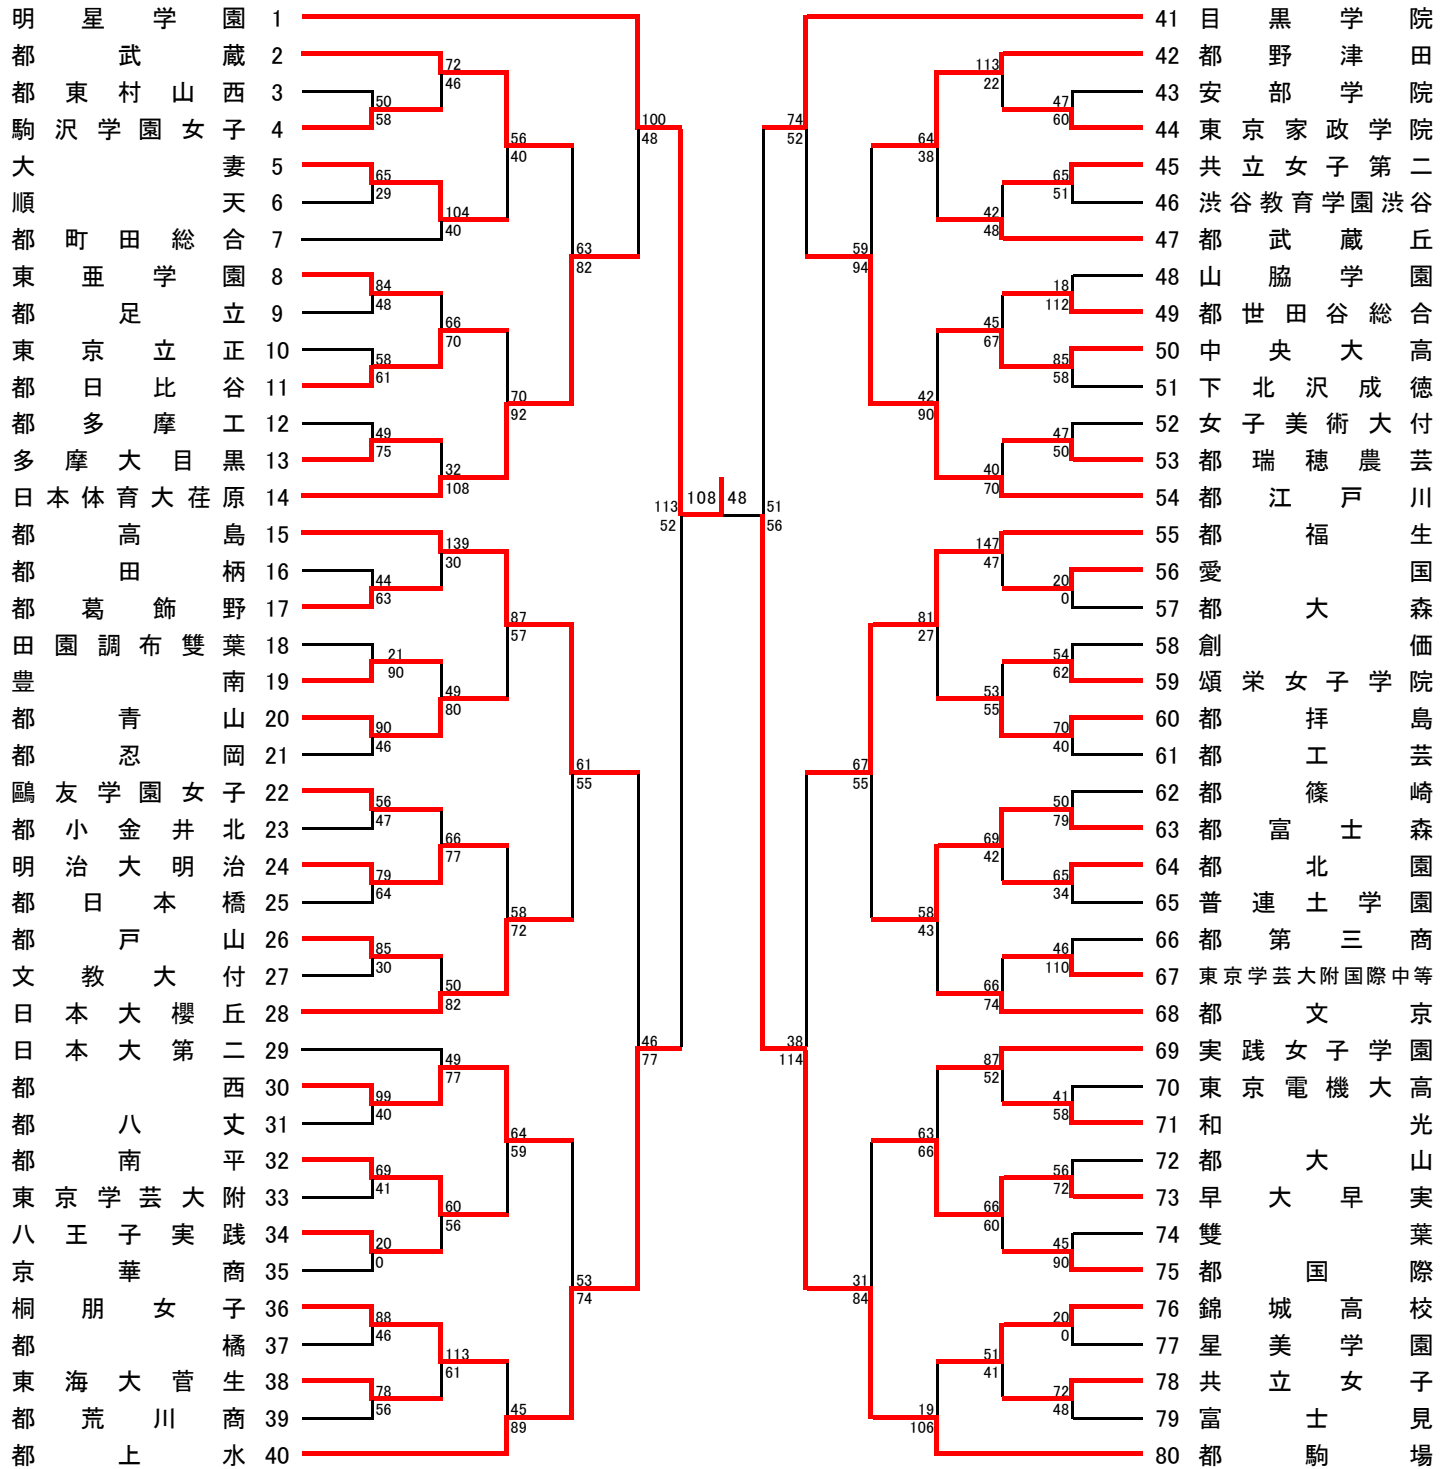 明星学園 1
都武蔵 2
都東村山西 3
駒沢学園女子 4
大妻 5
順天 6
都町田総合 7
東亜学園 8
都足立 9
東京立正 10
都日比谷 11
都多摩工 12
多摩大目黒 13
日本体育大荏原 14
都高島 15
都田柄 16
都葛飾野 17
田園調布雙葉 18
豊南 19
都青山 20
都忍岡 21
鷗友学園女子 22
都小金井北 23
明治大明治 24
都日本橋 25
都戸山 26
文教大付 27
日本大櫻丘 28
日本大第二 29
都西 30
都八丈 31
都南平 32
東京学芸大附 33
八王子実践 34
京華商 35
桐朋女子 36
都橘 37
東海大菅生 38
都荒川商 39
都上水 40
72
46
50
58
65
29
104
40
56
40
84
48
66
70
58
61
49
75
32
108
70
92
63
82
100
48
139
30
44
63
21
90
90
46
49
80
87
57
56
47
66
77
79
64
85
30
50
82
58
72
61
55
49
77
99
40
69
41
60
56
20
0
64
59
88
46
113
61
78
56
45
89
53
74
46
77
113
52
108 48
51
56
74
52
113
22
47
60
64
38
65
51
42
48
59
94
18
112
45
67
85
58
42
90
47
50
40
70
147
47
20
0
81
27
54
62
53
55
70
40
67
55
50
79
69
42
65
34
58
43
46
110
66
74
38
114
87
52
41
58
63
66
56
72
66
60
45
90
31
84
20
0
51
41
72
48
19
106
41 目黒学院
42 都野津田
43 安部学院
44 東京家政学院
45 共立女子第二
46 渋谷教育学園渋谷
47 都武蔵丘
48 山脇学園
49 都世田谷総合
50 中央大高
51 下北沢成徳
52 女子美術大付
53 都瑞穂農芸
54 都江戸川
55 都福生
56 愛国
57 都大森
58 創価
59 頌栄女子学院
60 都拝島
61 都工芸
62 都篠崎
63 都富士森
64 都北園
65 普連土学園
66 都第三商
67 東京学芸大附国際中等
68 都文京
69 実践女子学園
70 東京電機大高
71 和光
72 都大山
73 早大早実
74 雙葉
75 都国際
76 錦城高校
77 星美学園
78 共立女子
79 富士見
80 都駒場